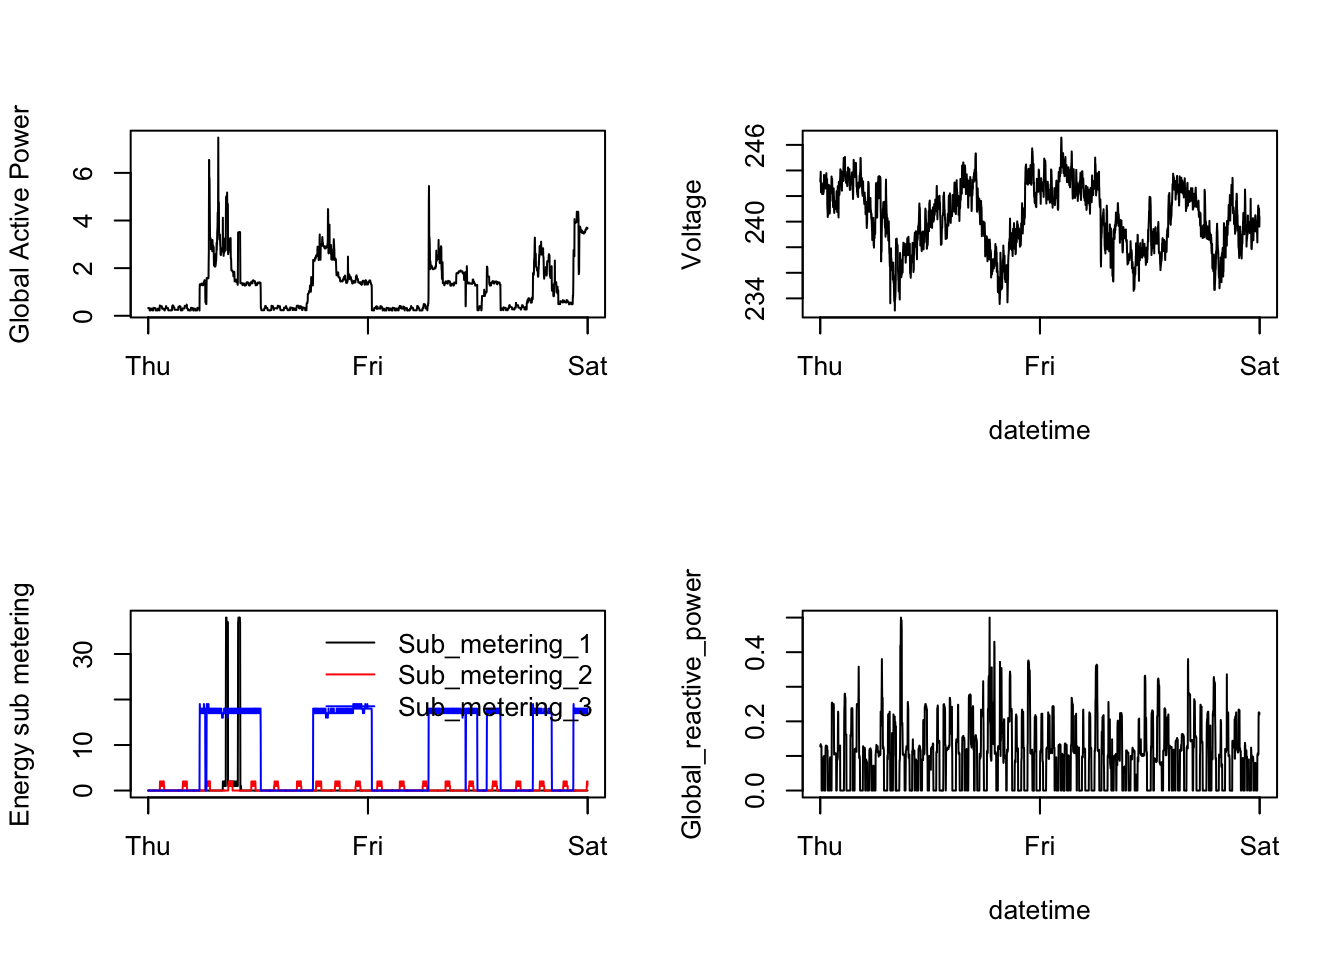 Global Active Power
6
4
2
0
Thu
Fri
Sat
Voltage
246
240
234
Thu
Fri
Sat
datetime
Energy sub metering
30
10
0
Sub_metering_1
Sub_metering_2
Sub_metering_3
Thu
Fri
Sat
Global_reactive_power
0.4
0.2
0.0
Thu
Fri
Sat
datetime